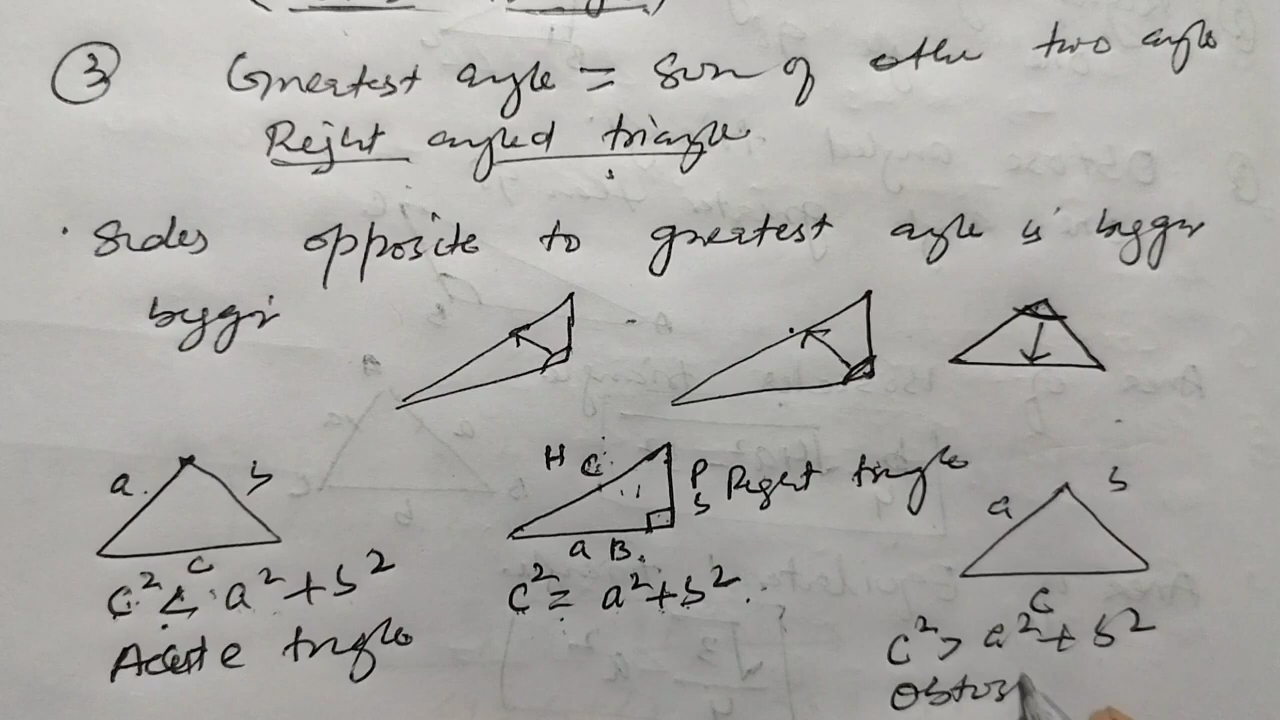 ③ Greatest angle = Sum of other two angle
Right angled triangle
· Sides opposite to greatest angle is bigger
bigger
a b
c
c² < a² + b²
Acute triangle
H c P
b Right triangle
a B
c² = a² + b².
a b
c
c² > a² + b²
Obtus